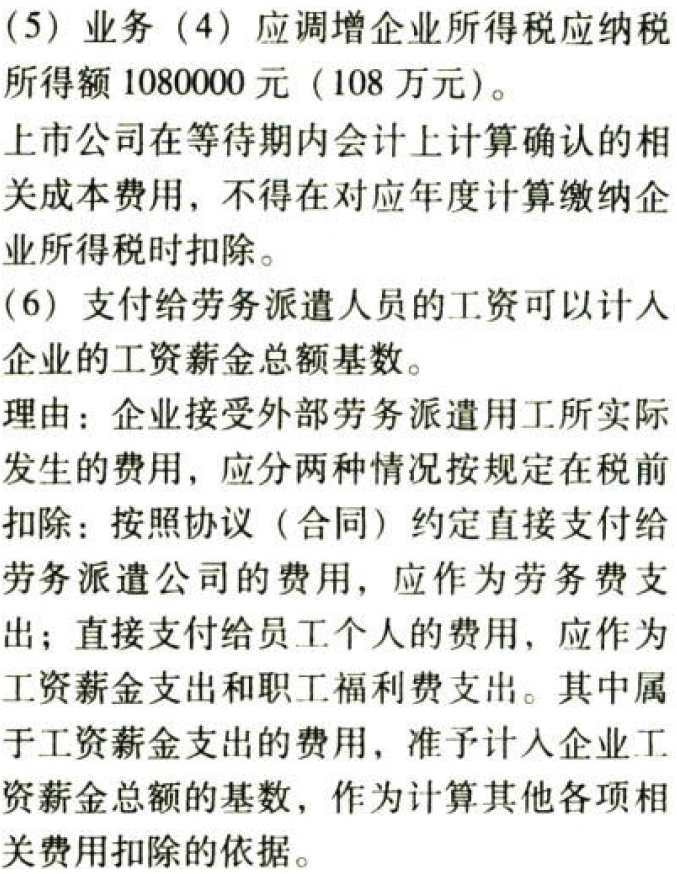 (5) 业务（4）应调增企业所得税应纳税
所得额 1080000 元（108 万元）。
上市公司在等待期内会计上计算确认的相
关成本费用，不得在对应年度计算缴纳企
业所得税时扣除。
(6) 支付给劳务派遣人员的工资可以计入
企业的工资薪金总额基数。
理由：企业接受外部劳务派遣用工所实际
发生的费用，应分两种情况按规定在税前
扣除：按照协议（合同）约定直接支付给
劳务派遣公司的费用，应作为劳务费支
出；直接支付给员工个人的费用，应作为
工资薪金支出和职工福利费支出。其中属
于工资薪金支出的费用，准予计入企业工
资薪金总额的基数，作为计算其他各项相
关费用扣除的依据。